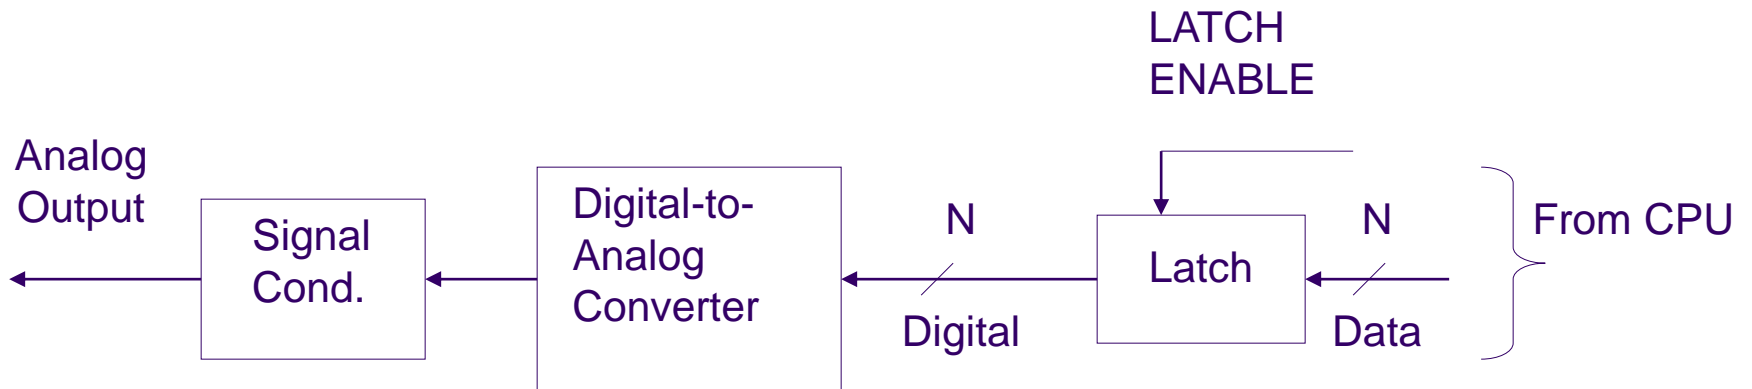 LATCH
ENABLE
Analog
Output
Signal
Cond.
Digital-to-
Analog
Converter
N
Digital
Latch
N
Data
From CPU